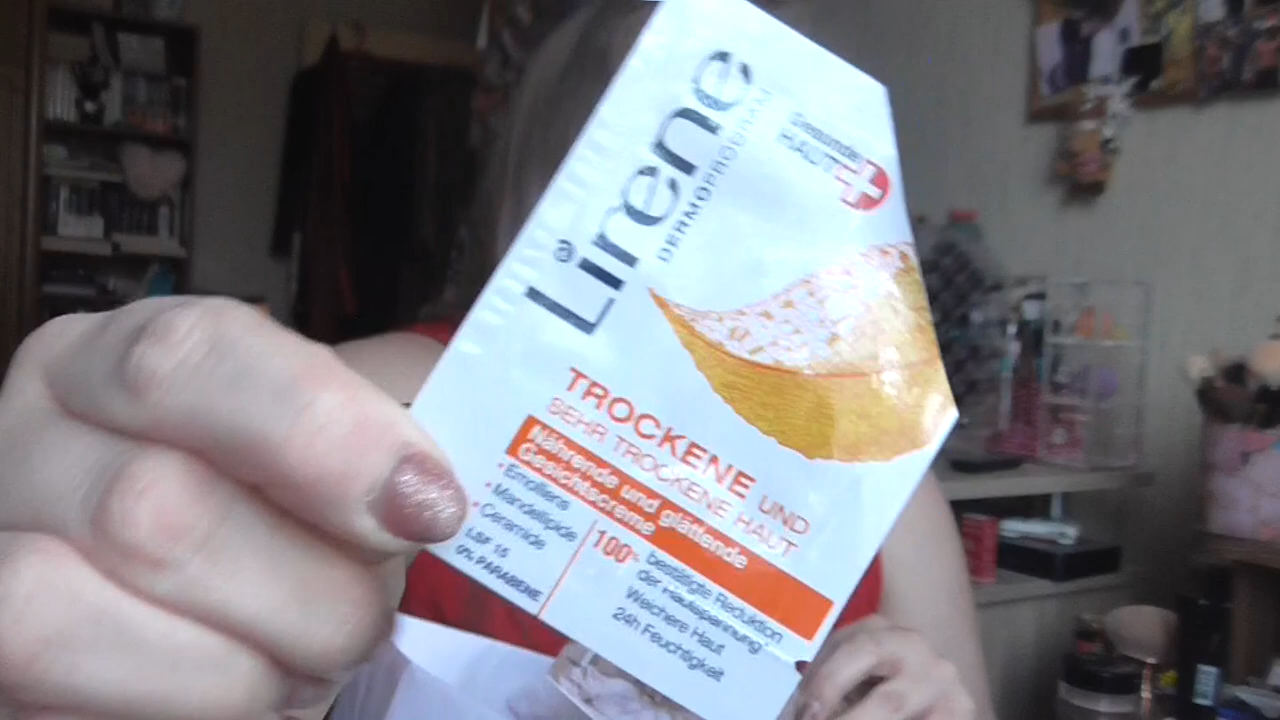 Lirene
DERMOPROGRAM
Gesunde
HAUT
TROCKENE UND
SEHR TROCKENE HAUT
Nährende und glättende
Gesichtscreme
• Emollients
• Mandellipide
• Ceramide
LSF 15
0% PARABENE
100% bestätigte Reduktion
der Hautspannung*
Weichere Haut
24h Feuchtigkeit